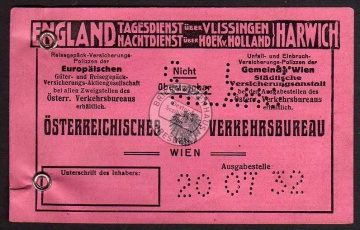 ENGLAND TAGESDIENST ÜBER VLISSINGEN HARWICH
NACHTDIENST ÜBER HOEK V. HOLLAND
Reisegepäck-Versicherungs-
Polizzen der
Europäischen
Güter- und Reisegepäck-
Versicherungs-Aktiengesellschaft
bei allen Zweigstellen des
Österr. Verkehrsbureaus
erhältlich.
Nicht
Unfall- und Einbruch-
Versicherungs-Polizzen der
Gemeinde Wien
Städtische
Versicherungsanstalt
bei den Ausgabestellen des
Österr. Verkehrsbureaus
erhältlich.
ÖSTERREICHISCHES VERKEHRSBUREAU
WIEN
Unterschrift des Inhabers:
Ausgabestelle
20 07 32